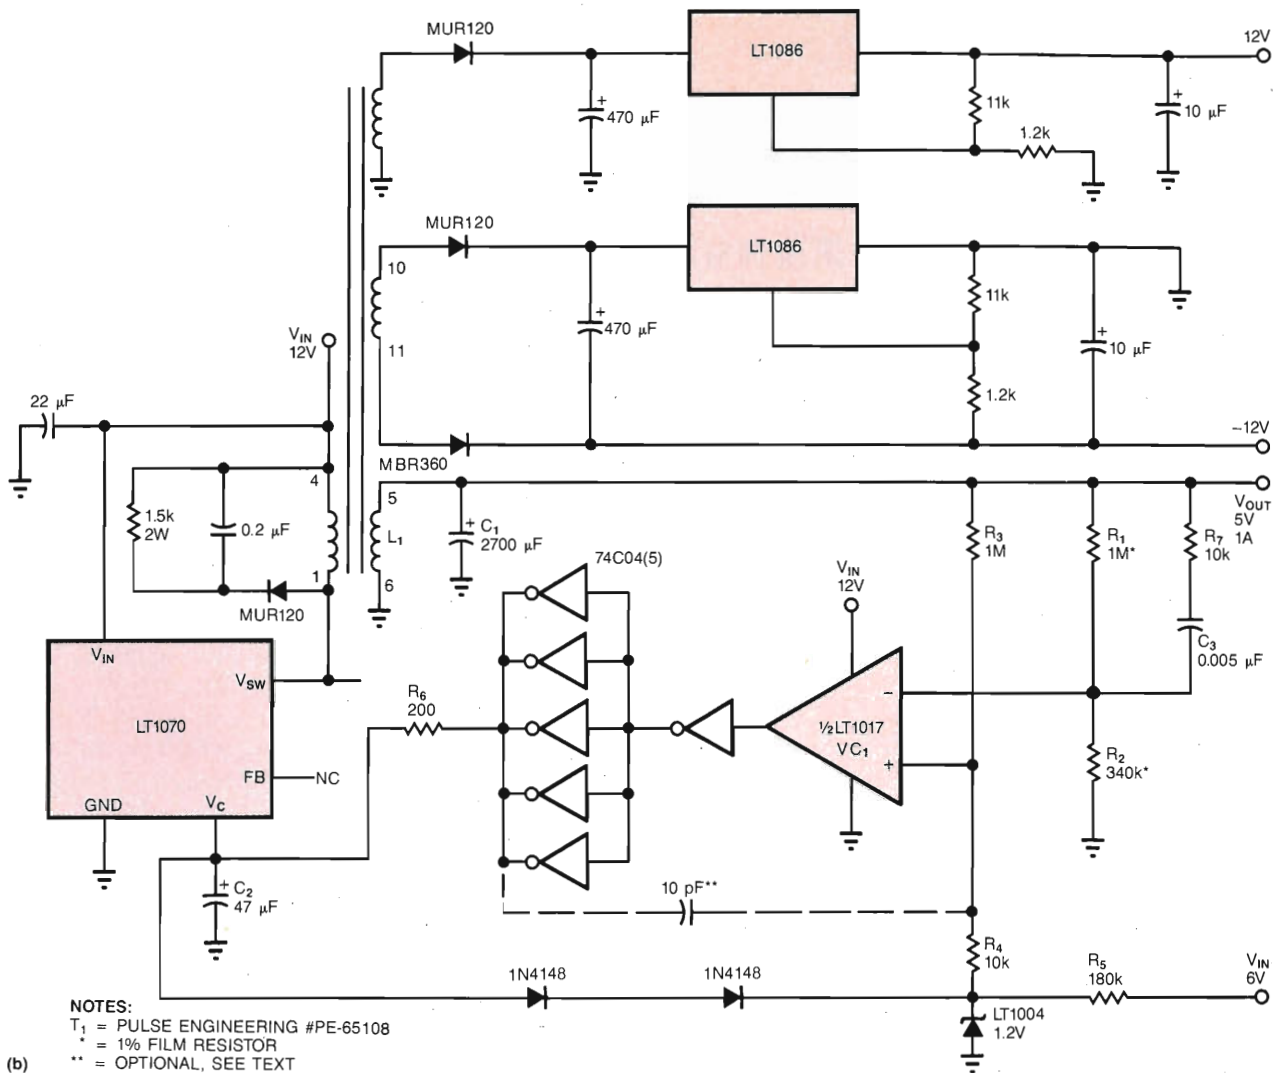 MUR120
LT1086
12V
+
470 µF
11k
1.2k
+
10 µF
MUR120
LT1086
10
11
+
470 µF
11k
1.2k
+
10 µF
VIN
12V
22 µF
MBR360
–12V
4
5
1.5k
2W
0.2 µF
L1
1
6
MUR120
+ C1
2700 µF
R3
1M
R1
1M*
R7
10k
VOUT
5V
1A
74C04(5)
VIN
12V
C3
0.005 µF
VIN
VSW
LT1070
FB
NC
GND
VC
R6
200
–
½LT1017
VC1
+
R2
340k*
+ C2
47 µF
10 pF**
R4
10k
R5
180k
VIN
6V
1N4148
1N4148
LT1004
1.2V
NOTES:
T1 = PULSE ENGINEERING #PE-65108
* = 1% FILM RESISTOR
** = OPTIONAL, SEE TEXT
(b)